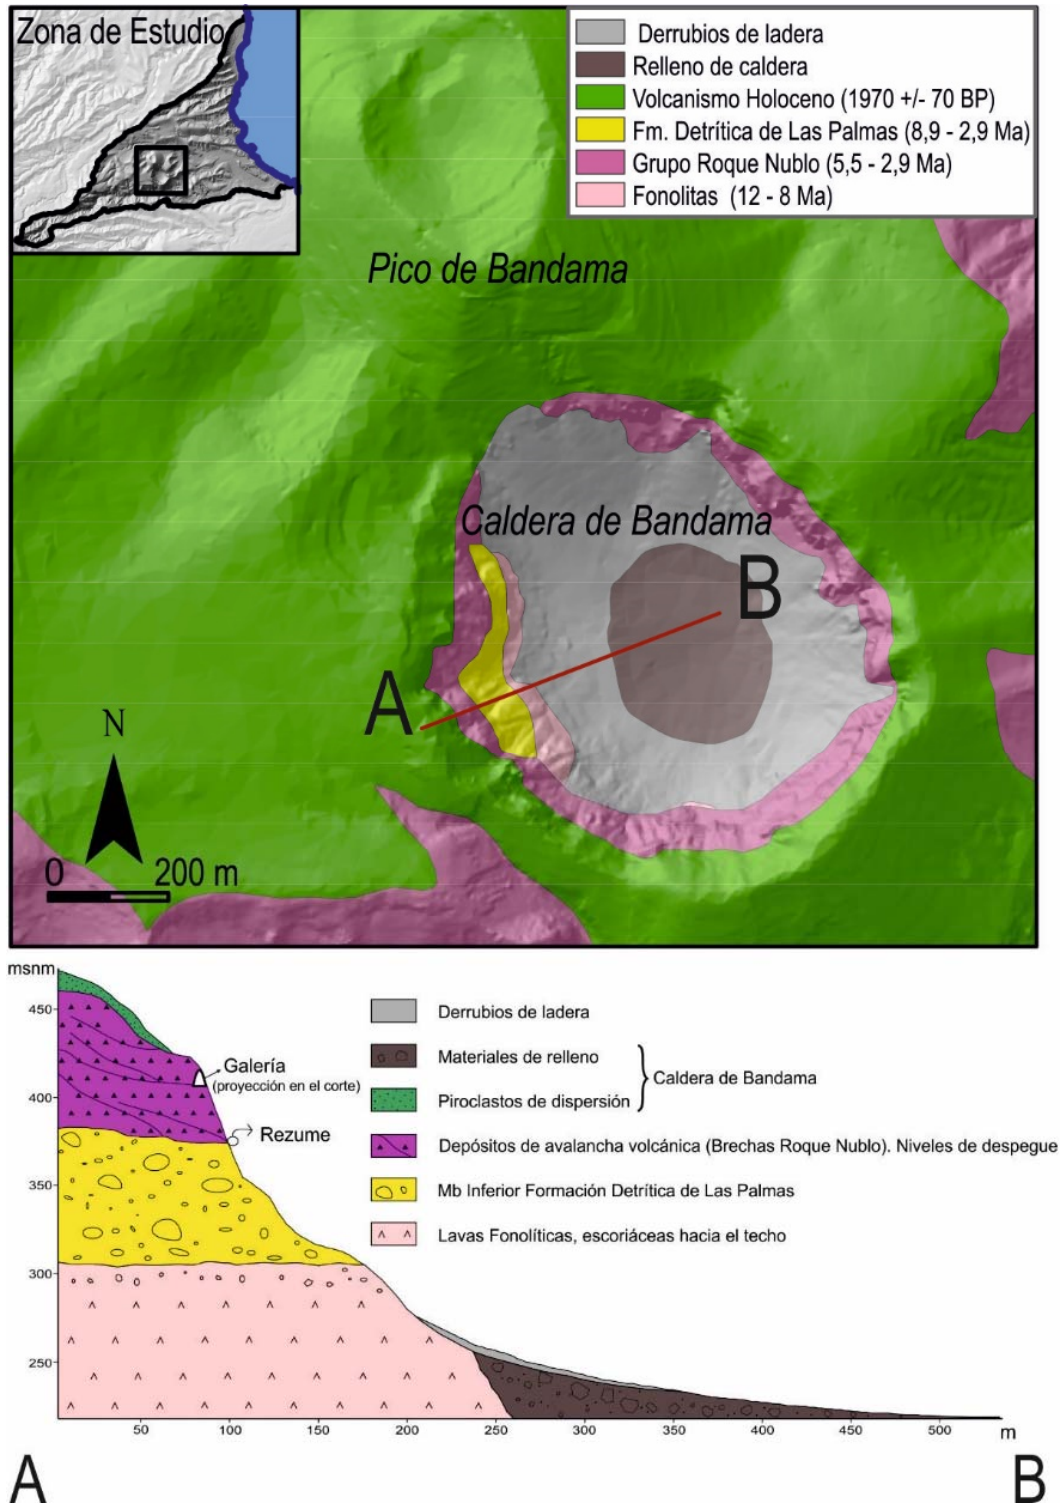 Zona de Estudio
Derrubios de ladera
Relleno de caldera
Volcanismo Holoceno (1970 +/- 70 BP)
Fm. Detrítica de Las Palmas (8,9 - 2,9 Ma)
Grupo Roque Nublo (5,5 - 2,9 Ma)
Fonolitas (12 - 8 Ma)
Pico de Bandama
Caldera de Bandama
B
A
N
0 200 m
msnm
450
400
350
300
250
Galería
(proyección en el corte)
Rezume
Derrubios de ladera
Materiales de relleno
Piroclastos de dispersión
Caldera de Bandama
Depósitos de avalancha volcánica (Brechas Roque Nublo). Niveles de despegue
Mb Inferior Formación Detrítica de Las Palmas
Lavas Fonolíticas, escoriáceas hacia el techo
50 100 150 200 250 300 350 400 450 500 m
A B